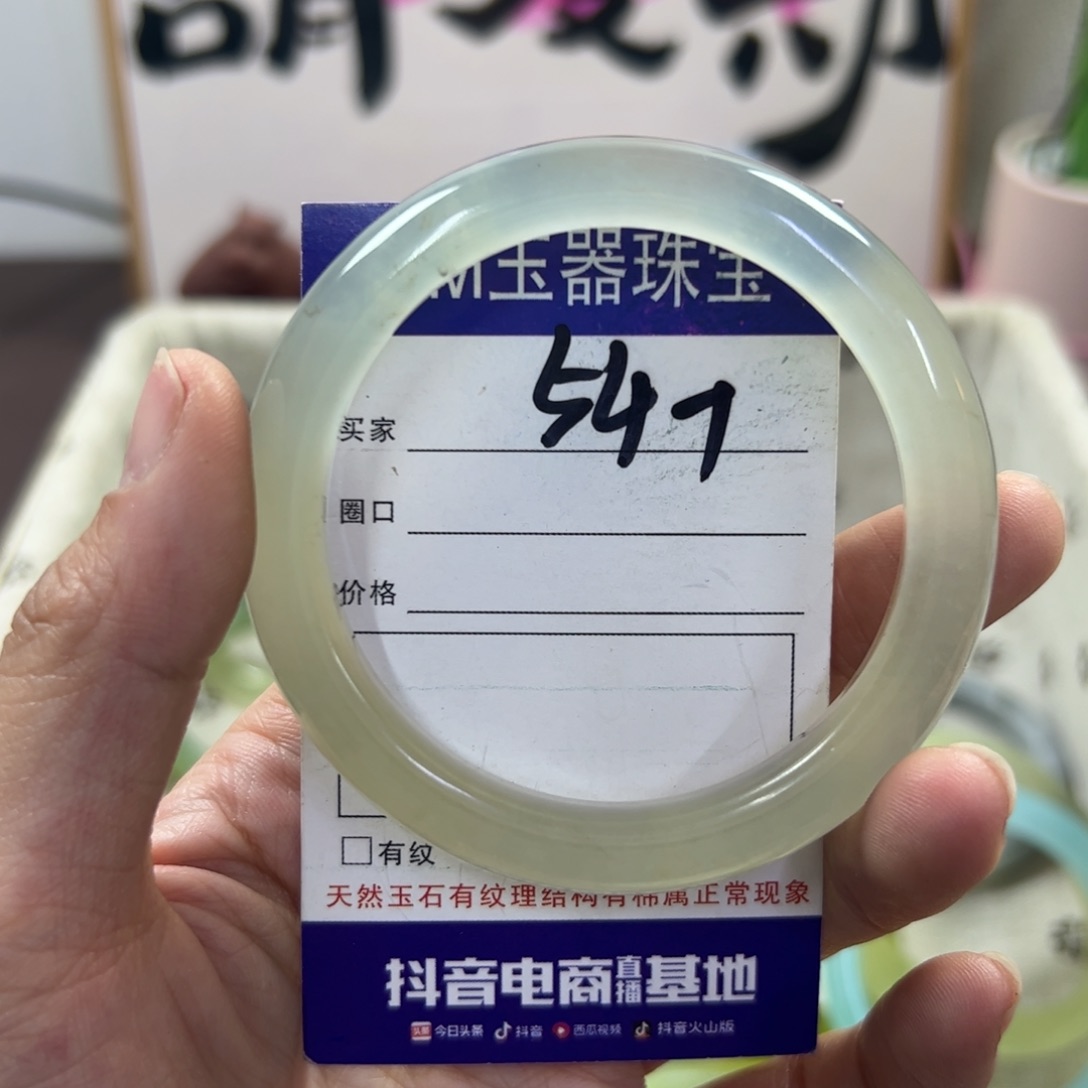 玉器珠宝
547
买家
圈口
价格
有纹
天然玉石有纹理结构有棉属正常现象
抖音电商直播基地
头条 今日头条 抖音 西瓜视频 抖音火山版